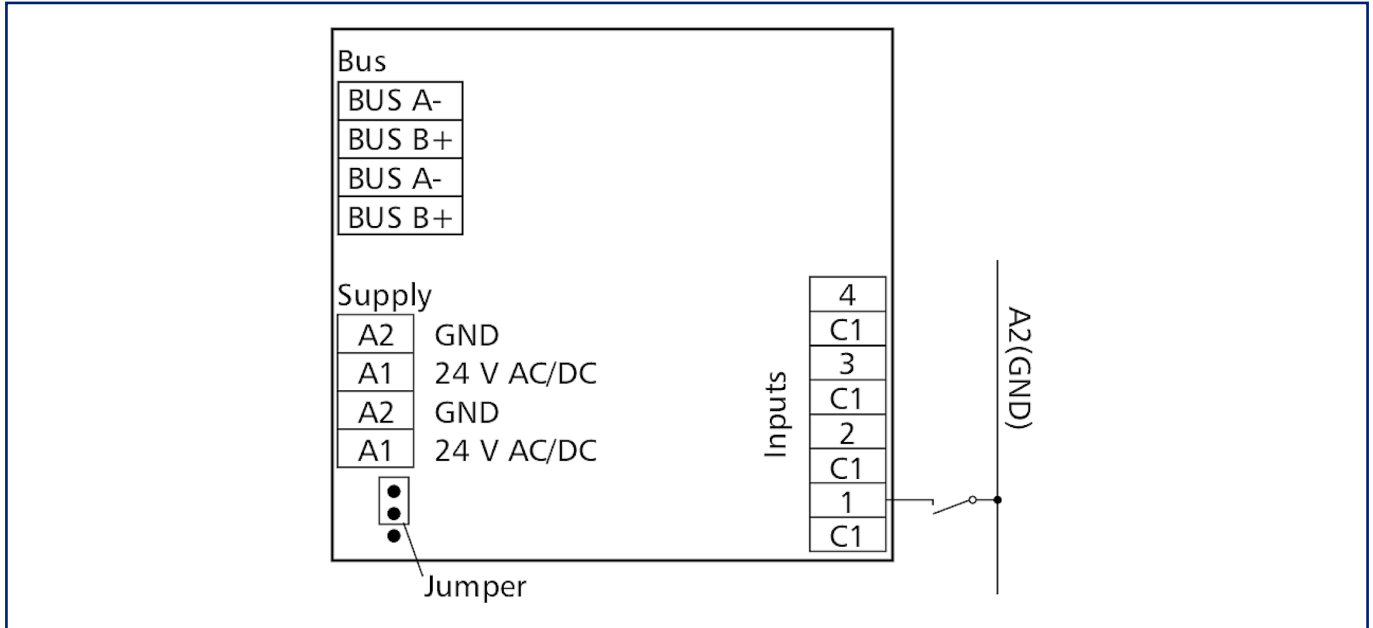 Bus
BUS A-
BUS B+
BUS A-
BUS B+
Supply
A2 GND
A1 24 V AC/DC
A2 GND
A1 24 V AC/DC
Jumper
Inputs
4
C1
3
C1
2
C1
1
C1
A2(GND)